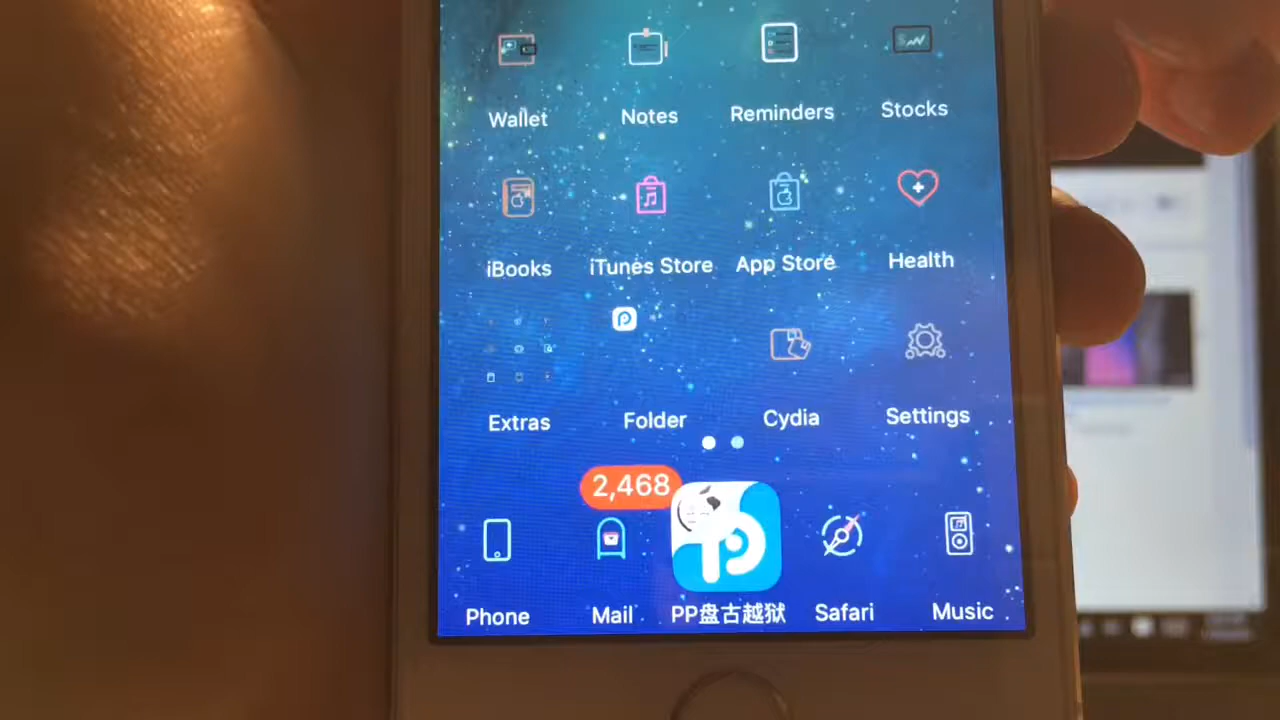 Wallet Notes Reminders Stocks
iBooks iTunes Store App Store Health
Extras Folder Cydia Settings
2,468
Phone Mail PP盘古越狱 Safari Music